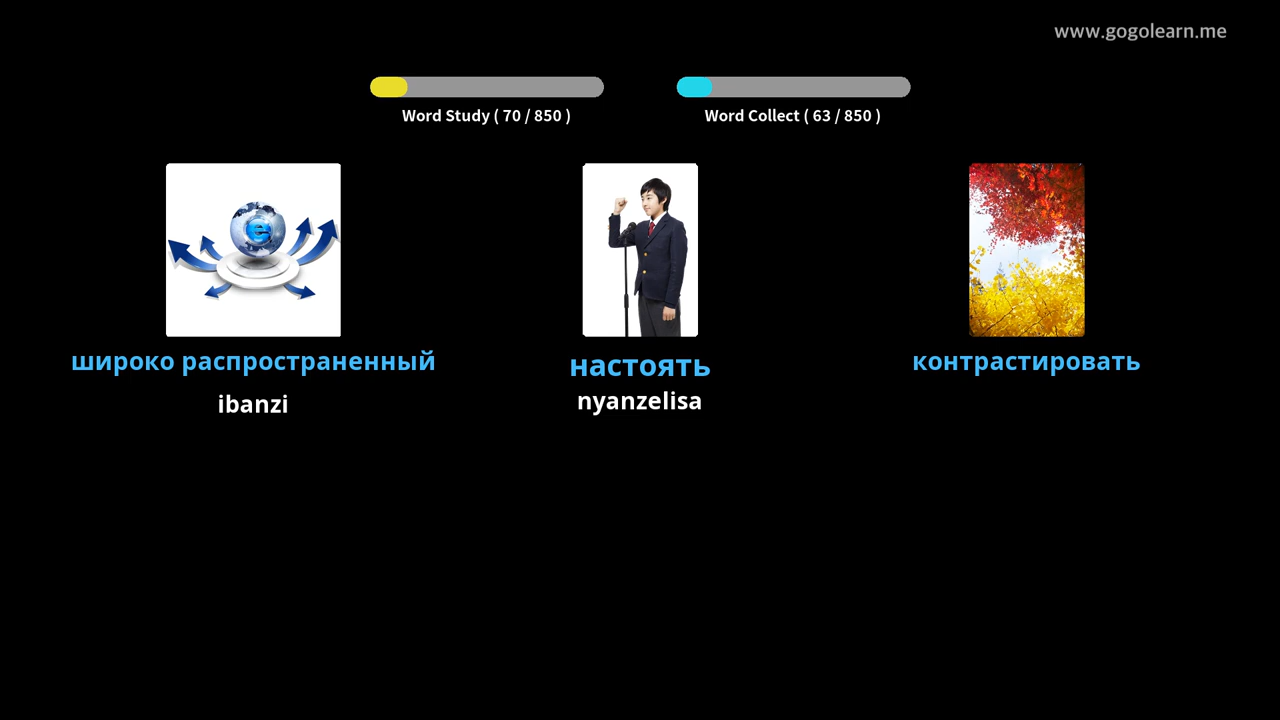 www.gogolearn.me
Word Study ( 70 / 850 )
Word Collect ( 63 / 850 )
широко распространенный
настоять
контрастировать
ibanzi
nyanzelisa